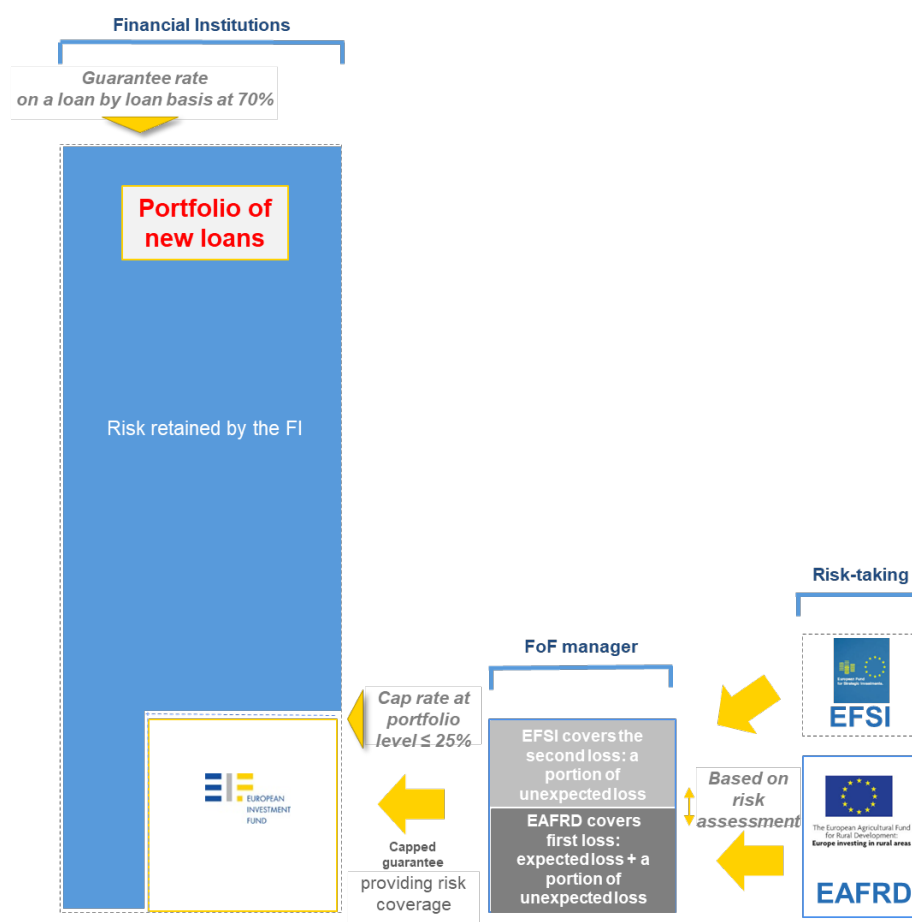 Financial Institutions
Guarantee rate
on a loan by loan basis at 70%
Portfolio of
new loans
Risk retained by the FI
Risk-taking
FoF manager
European Fund
for Strategic Investments
EFSI
Cap rate at
portfolio
level ≤ 25%
EFSI covers the
second loss: a
portion of
unexpected loss
Based on
risk
assessment
EIF
EUROPEAN
INVESTMENT
FUND
EAFRD covers
first loss:
expected loss + a
portion of
unexpected loss
The European Agricultural Fund
for Rural Development:
Europe investing in rural areas
EAFRD
Capped
guarantee
providing risk
coverage